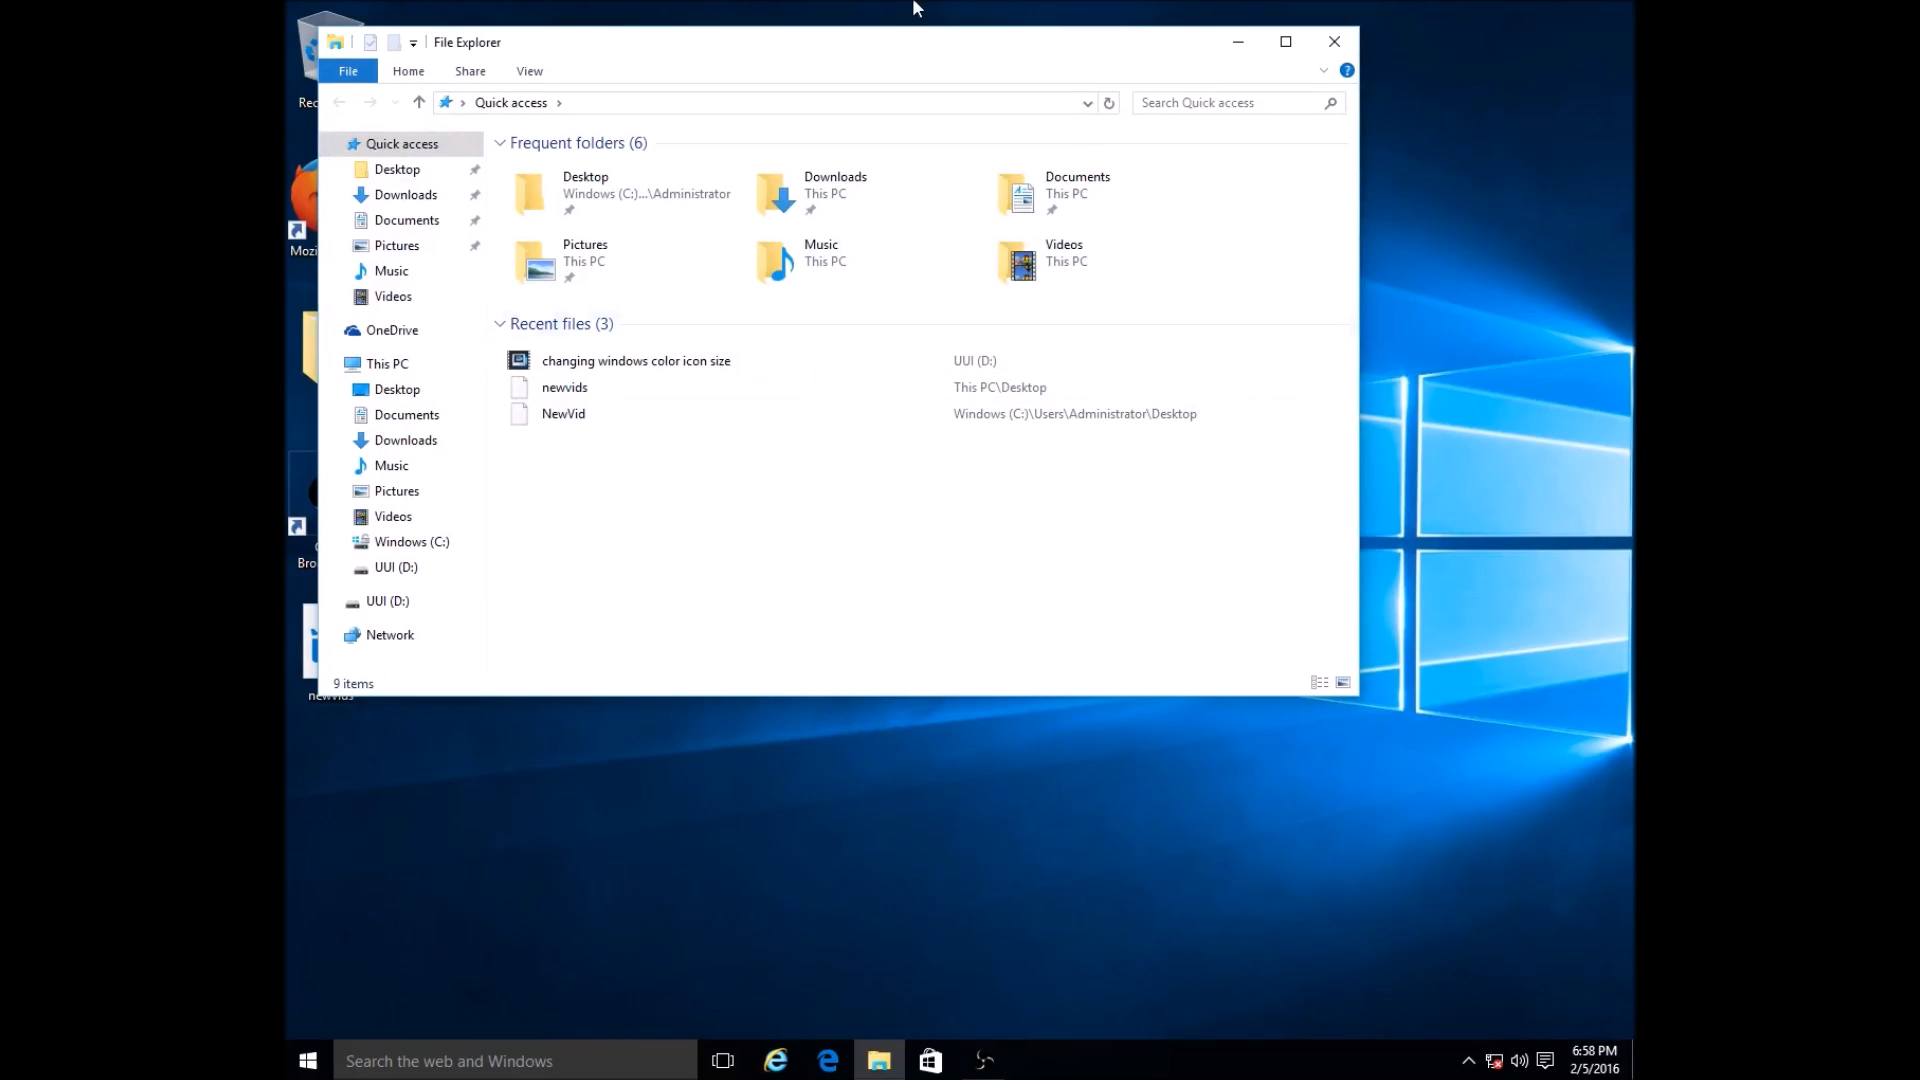 File Explorer
File Home Share View
Quick access
Search Quick access
Quick access
Desktop
Downloads
Documents
Pictures
Music
Videos
OneDrive
This PC
Desktop
Documents
Downloads
Music
Pictures
Videos
Windows (C:)
UUI (D:)
UUI (D:)
Network
Frequent folders (6)
Desktop
Windows (C:)...\Administrator
Downloads
This PC
Documents
This PC
Pictures
This PC
Music
This PC
Videos
This PC
Recent files (3)
changing windows color icon size UUI (D:)
newvids This PC\Desktop
NewVid Windows (C:)\Users\Administrator\Desktop
9 items
Rec
Mozi
Bro
newvids
Search the web and Windows
6:58 PM
2/5/2016